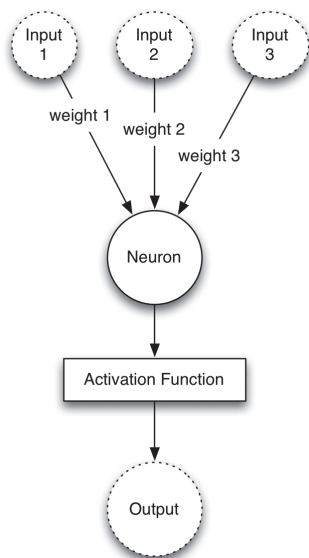 Input
1
Input
2
Input
3
weight 1
weight 2
weight 3
Neuron
Activation Function
Output